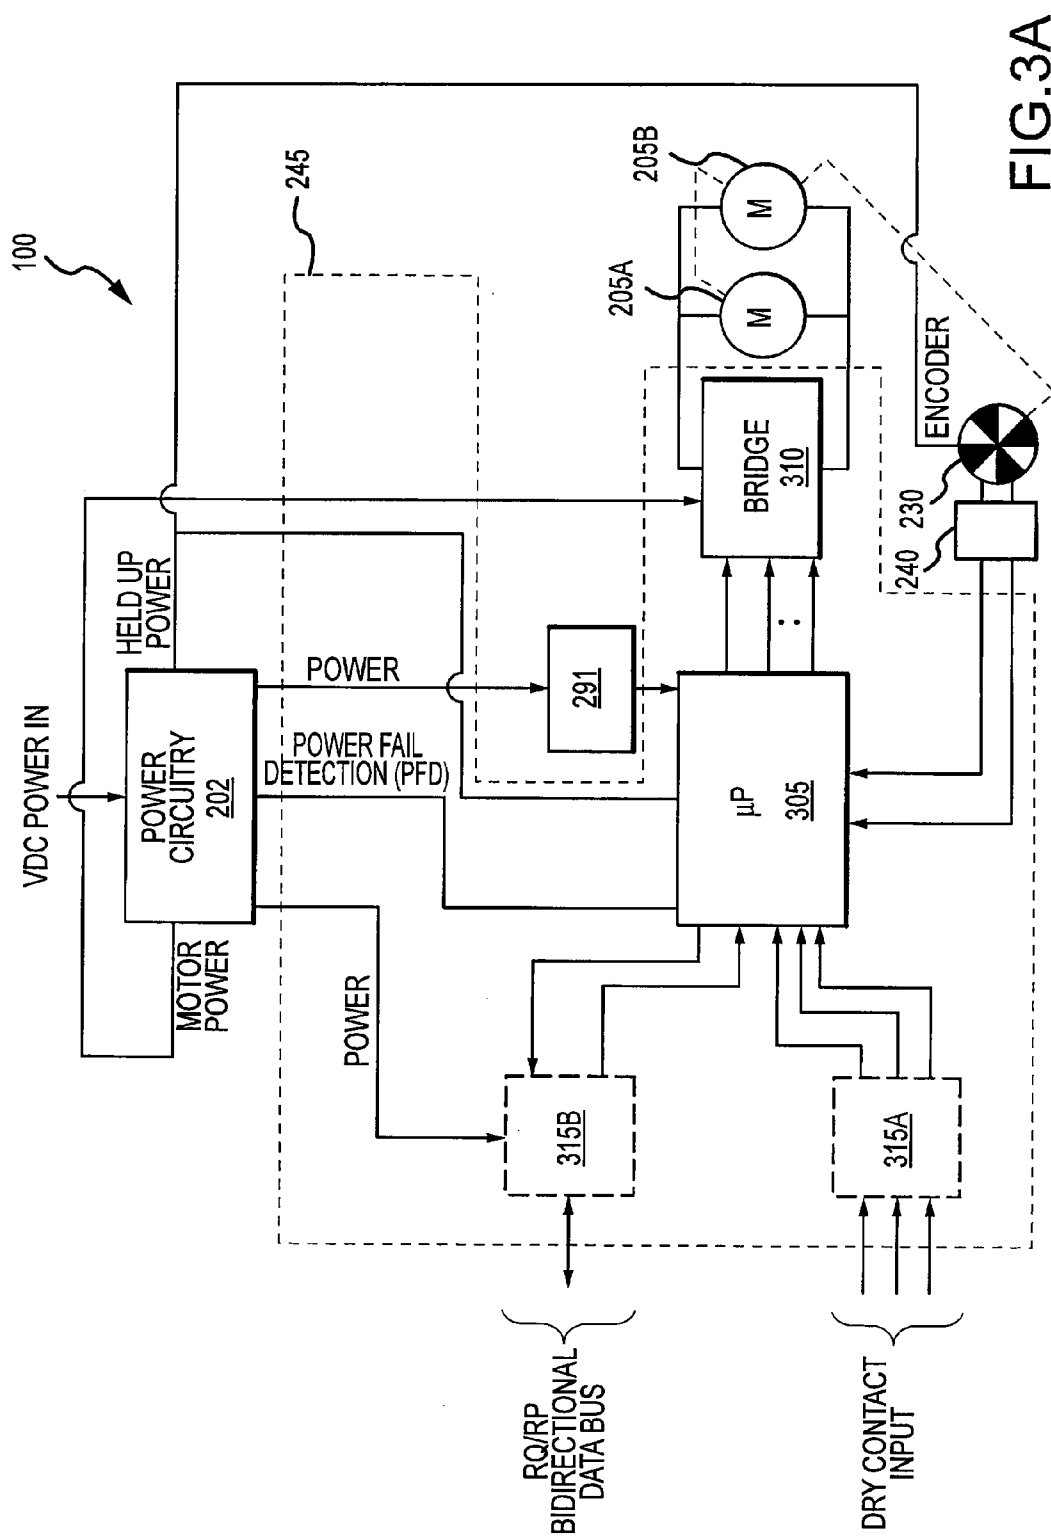 100
245
VDC POWER IN
HELD UP
POWER
MOTOR
POWER
POWER
CIRCUITRY
202
POWER
POWER FAIL
DETECTION (PFD)
POWER
291
205A
205B
M
M
BRIDGE
310
µP
305
ENCODER
230
240
315B
315A
RQ/RP
BIDIRECTIONAL
DATA BUS
DRY CONTACT
INPUT
FIG.3A